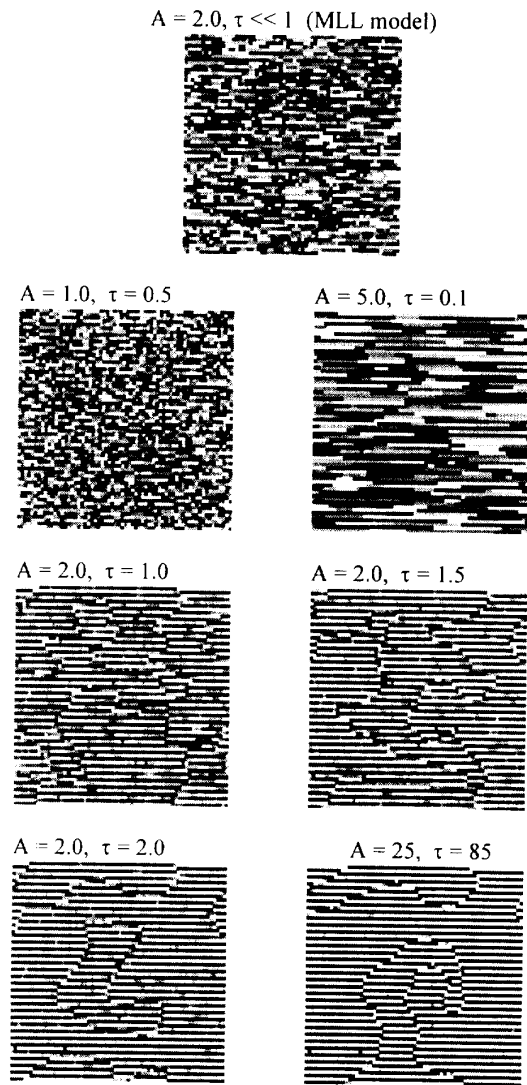 A = 2.0, τ << 1 (MLL model)
A = 1.0, τ = 0.5
A = 5.0, τ = 0.1
A = 2.0, τ = 1.0
A = 2.0, τ = 1.5
A = 2.0, τ = 2.0
A = 25, τ = 85